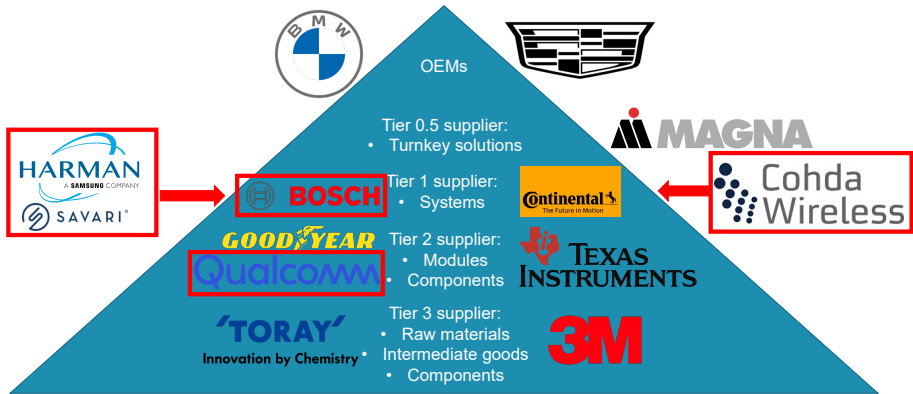 BMW
OEMs
Tier 0.5 supplier:
• Turnkey solutions
MAGNA
HARMAN
A SAMSUNG COMPANY
SAVARI®
BOSCH
Tier 1 supplier:
• Systems
Continental
The Future in Motion
Cohda
Wireless
GOODYEAR
Qualcomm
Tier 2 supplier:
• Modules
• Components
TEXAS
INSTRUMENTS
'TORAY'
Innovation by Chemistry
Tier 3 supplier:
• Raw materials
• Intermediate goods
• Components
3M